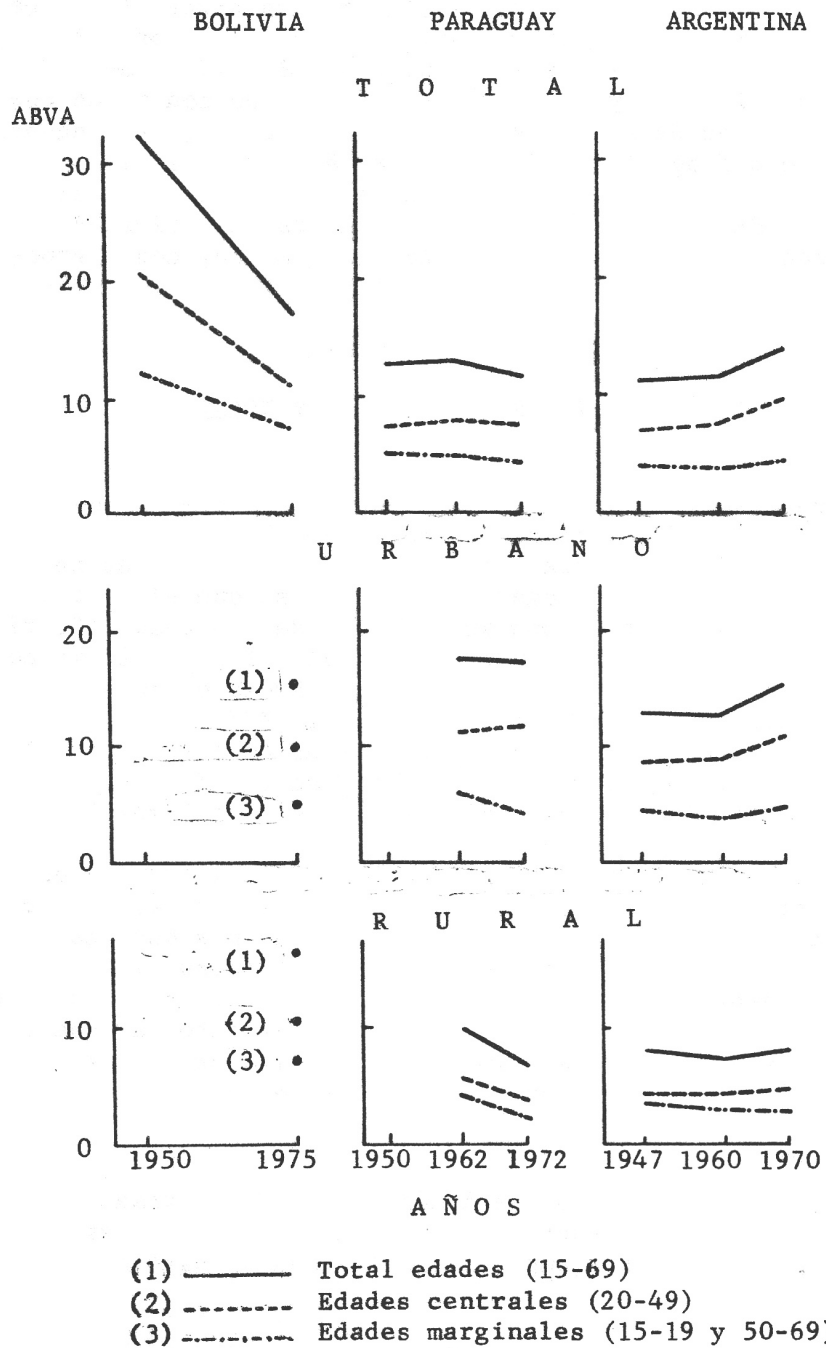 BOLIVIA PARAGUAY ARGENTINA
T O T A L
ABVA
30
20
10
0
U R B A N O
20
(1)
10 (2)
(3)
0
R U R A L
(1)
10 (2)
(3)
0
1950 1975 1950 1962 1972 1947 1960 1970
A Ñ O S
(1) Total edades (15-69)
(2) Edades centrales (20-49)
(3) Edades marginales (15-19 y 50-69)